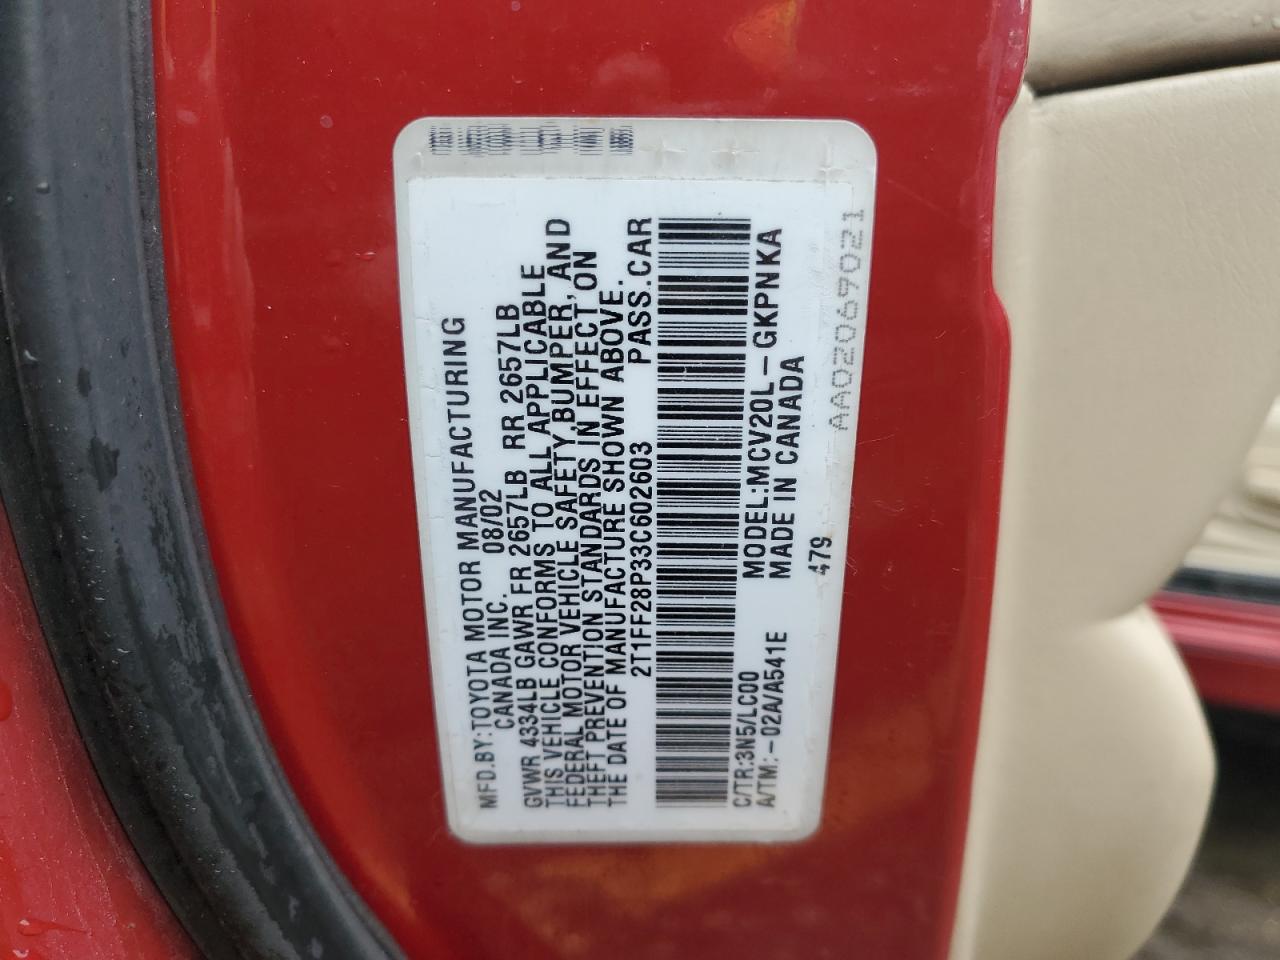 MFD.BY:TOYOTA MOTOR MANUFACTURING
CANADA INC. 08/02
GVWR 4334LB GAWR FR 2657LB RR 2657LB
THIS VEHICLE CONFORMS TO ALL APPLICABLE
FEDERAL MOTOR VEHICLE SAFETY, BUMPER, AND
THEFT PREVENTION STANDARDS IN EFFECT ON
THE DATE OF MANUFACTURE SHOWN ABOVE.
2T1FF28P33C602603 PASS.CAR
C/TR:3N5/LC00 MODEL:MCV20L-GKPNKA
A/TM:-02A/A541E MADE IN CANADA
479
AA02069021